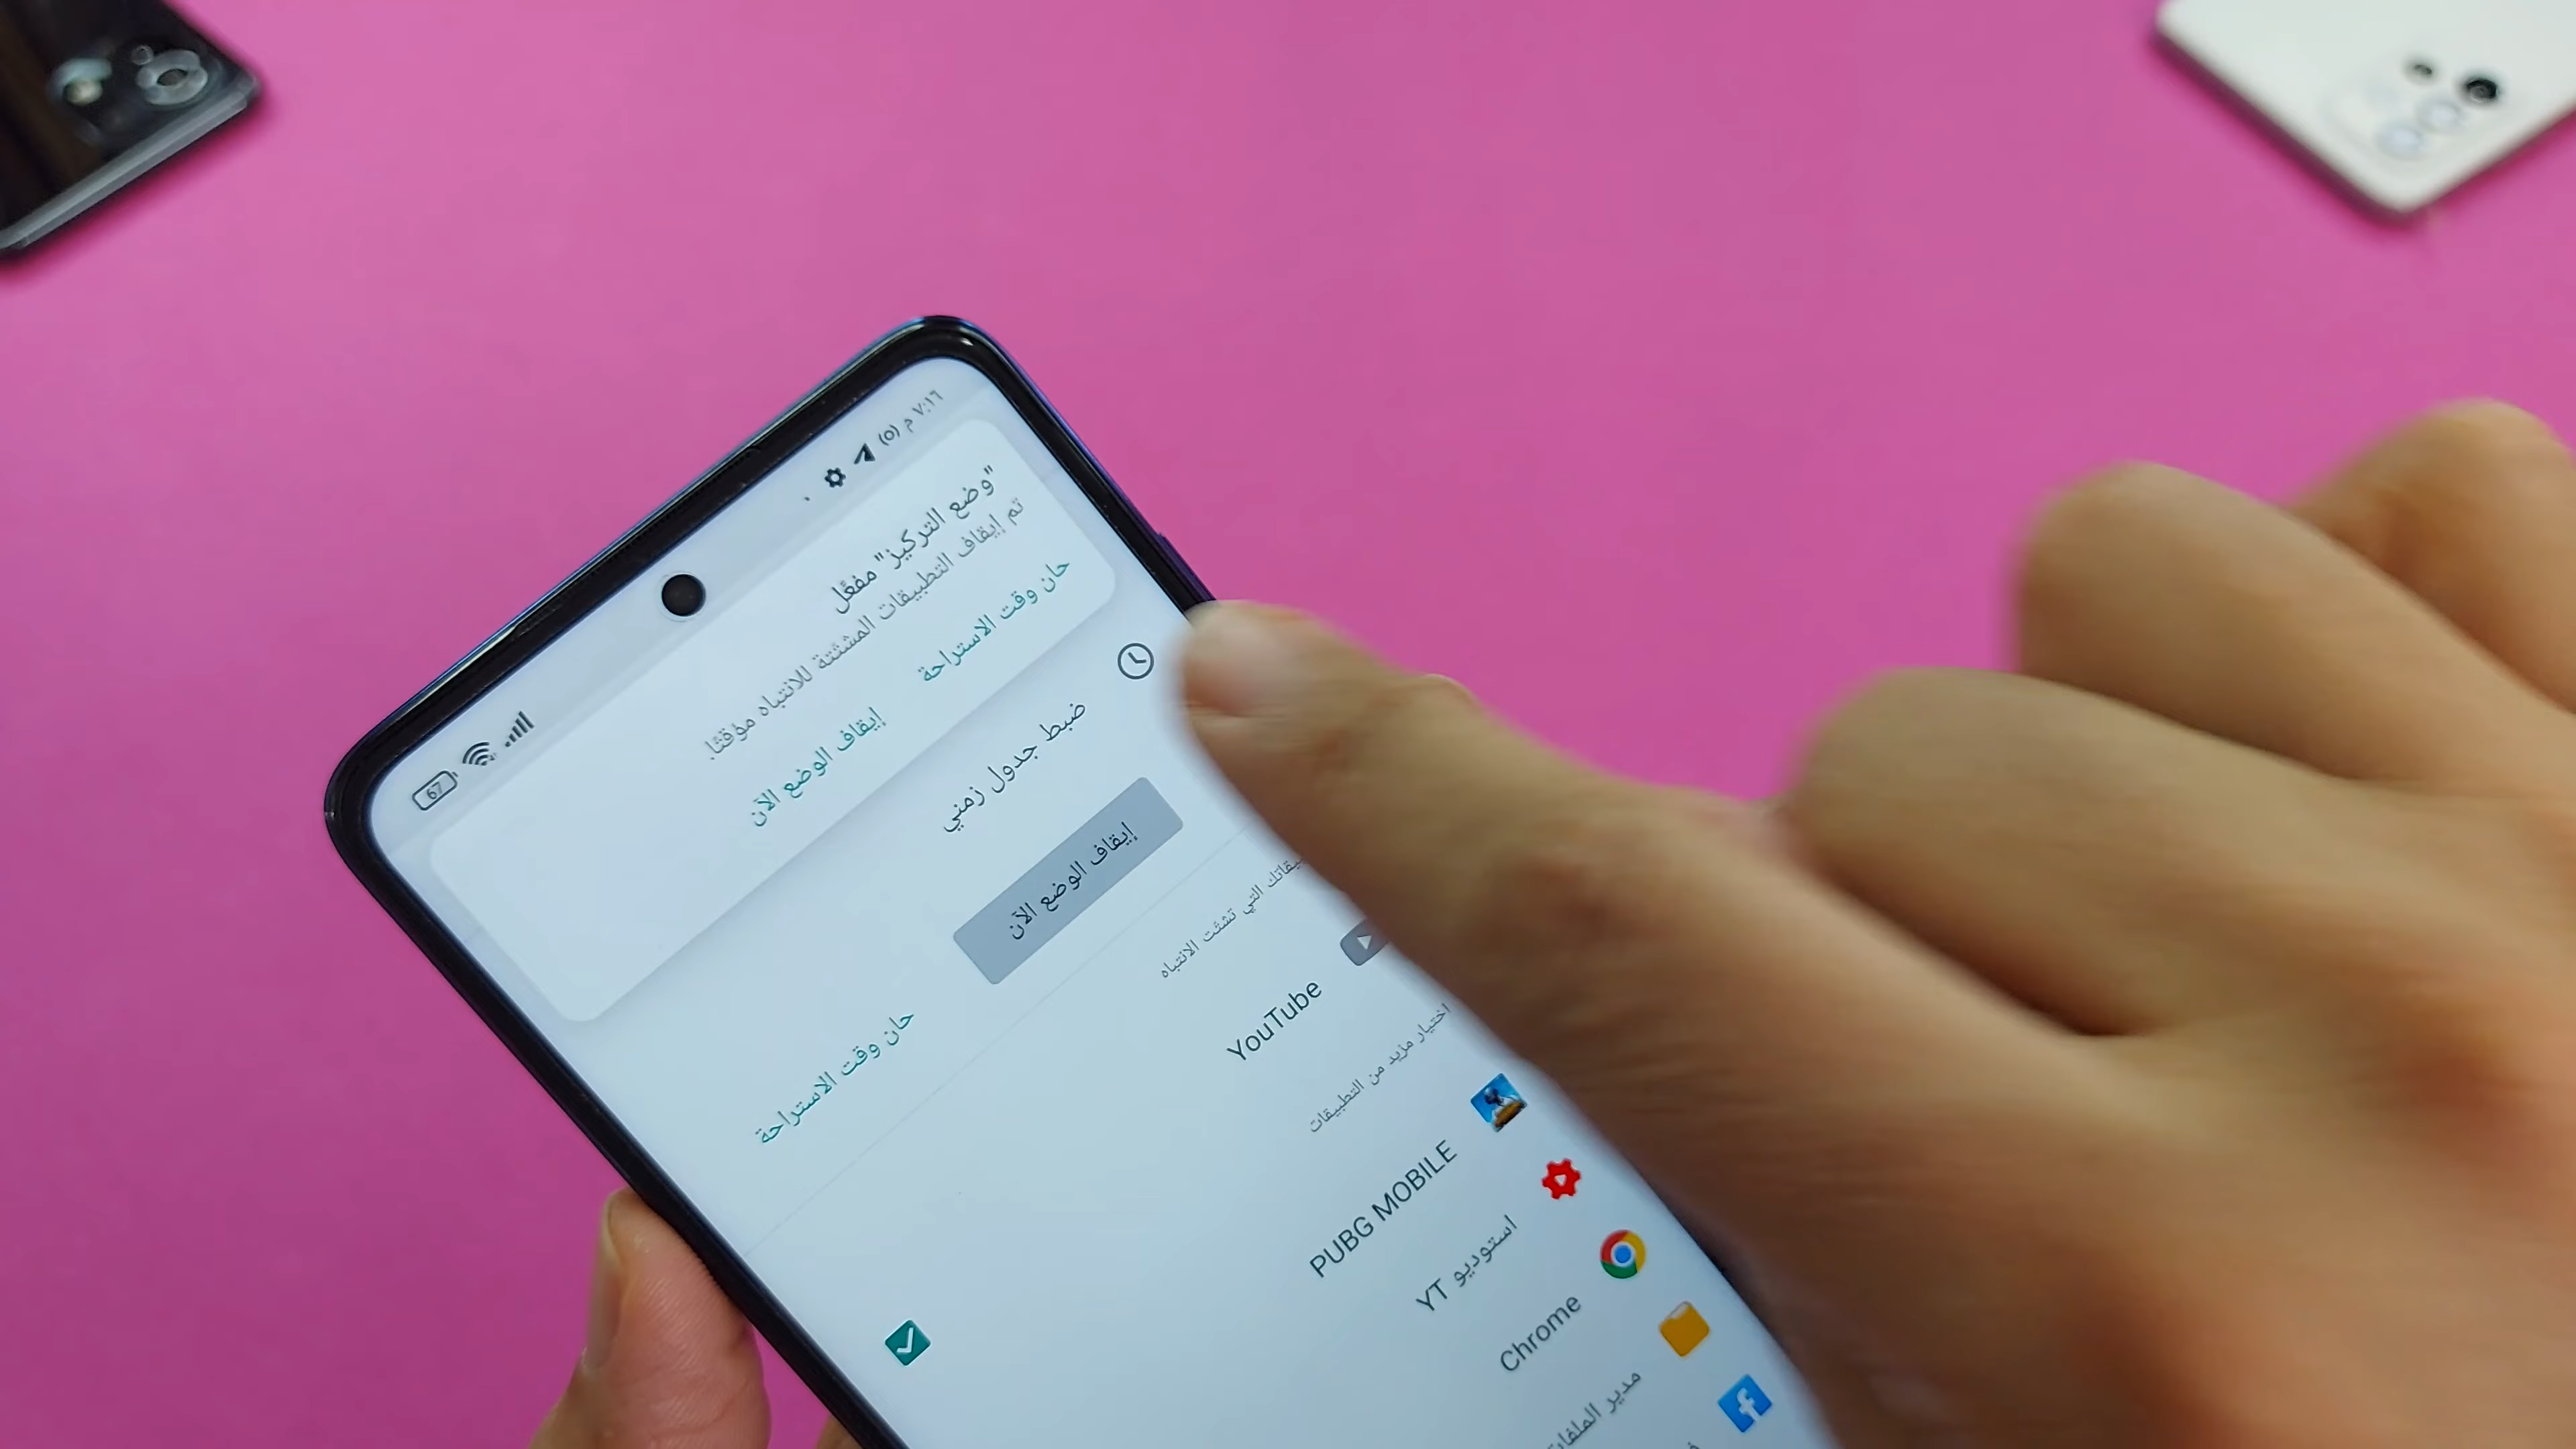 ٧:١٦ م
67
"وضع التركيز" مفعَّل
تم إيقاف التطبيقات المشتتة للانتباه مؤقتًا.
حان وقت الاستراحة
إيقاف الوضع الآن
ضبط جدول زمني
إيقاف الوضع الآن
حان وقت الاستراحة
التي تشتت الانتباه
YouTube
اختيار مزيد من التطبيقات
PUBG MOBILE
استوديو YT
Chrome
مدير الملفات